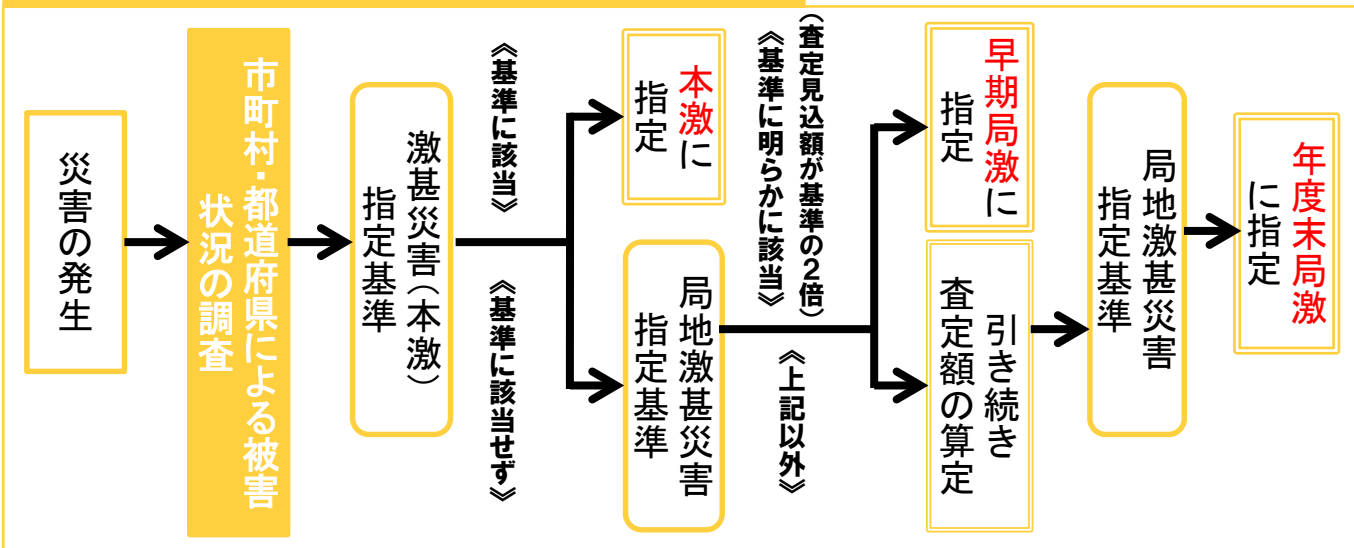 災害の発生
市町村・都道府県による被害
状況の調査
激甚災害（本激）
指定基準
《基準に該当》
《基準に該当せず》
本激に
指定
局地激甚災害
指定基準
（査定見込額が基準の２倍）
《基準に明らかに該当》
《上記以外》
早期局激に
指定
引き続き
査定額の算定
局地激甚災害
指定基準
年度末局激
に指定